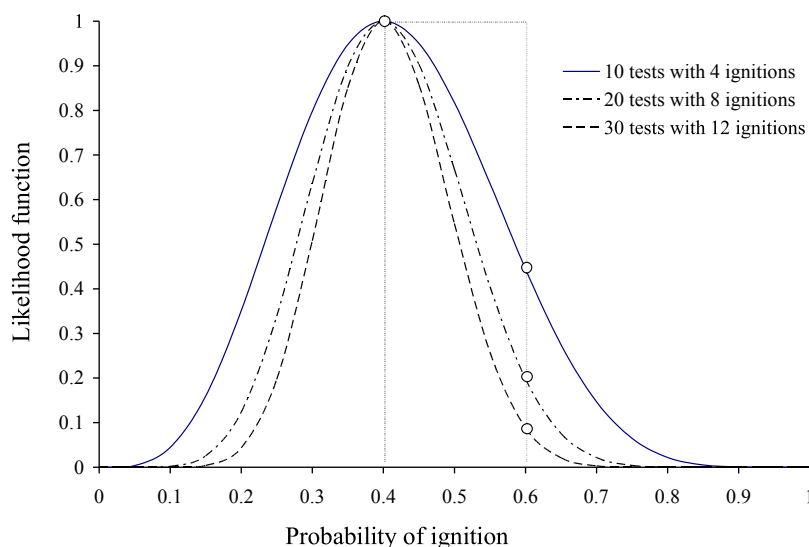 1
0.9
0.8
0.7
0.6
0.5
0.4
0.3
0.2
0.1
0
Likelihood function
10 tests with 4 ignitions
20 tests with 8 ignitions
30 tests with 12 ignitions
0 0.1 0.2 0.3 0.4 0.5 0.6 0.7 0.8 0.9 1
Probability of ignition